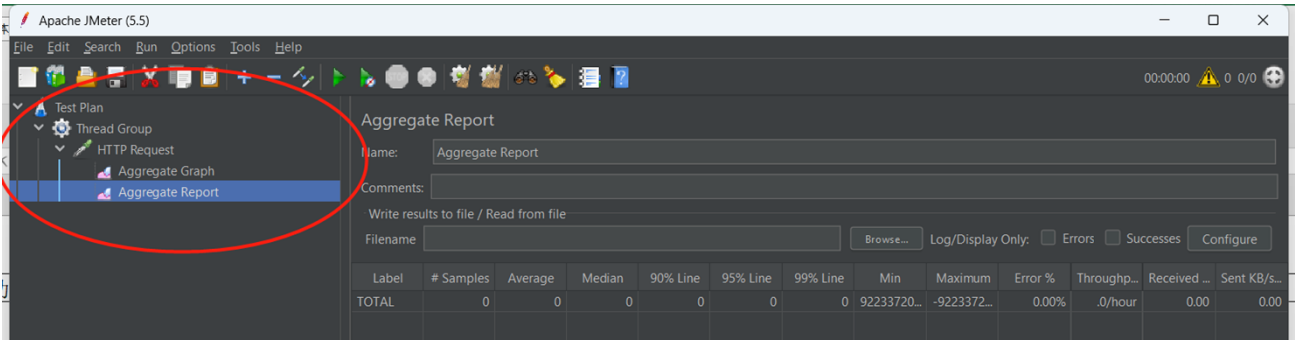 Apache JMeter (5.5)
File Edit Search Run Options Tools Help
00:00:00 0 0/0
Test Plan
Thread Group
HTTP Request
Aggregate Graph
Aggregate Report
Aggregate Report
Name: Aggregate Report
Comments:
Write results to file / Read from file
Filename Browse... Log/Display Only: Errors Successes Configure
Label # Samples Average Median 90% Line 95% Line 99% Line Min Maximum Error % Throughp... Received ... Sent KB/s...
TOTAL 0 0 0 0 0 0 92233720... -9223372... 0.00% .0/hour 0.00 0.00